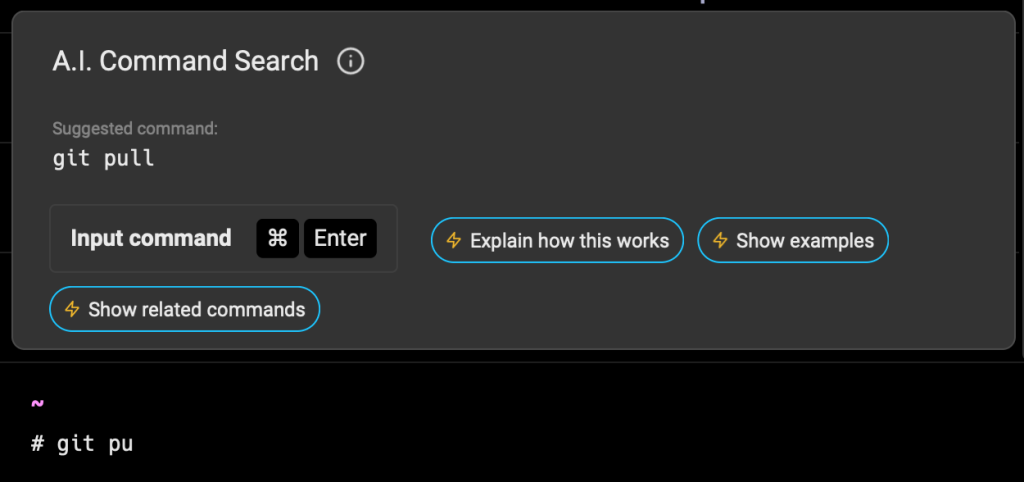 A.I. Command Search
Suggested command:
git pull
Input command ⌘ Enter
Explain how this works
Show examples
Show related commands
~
# git pu